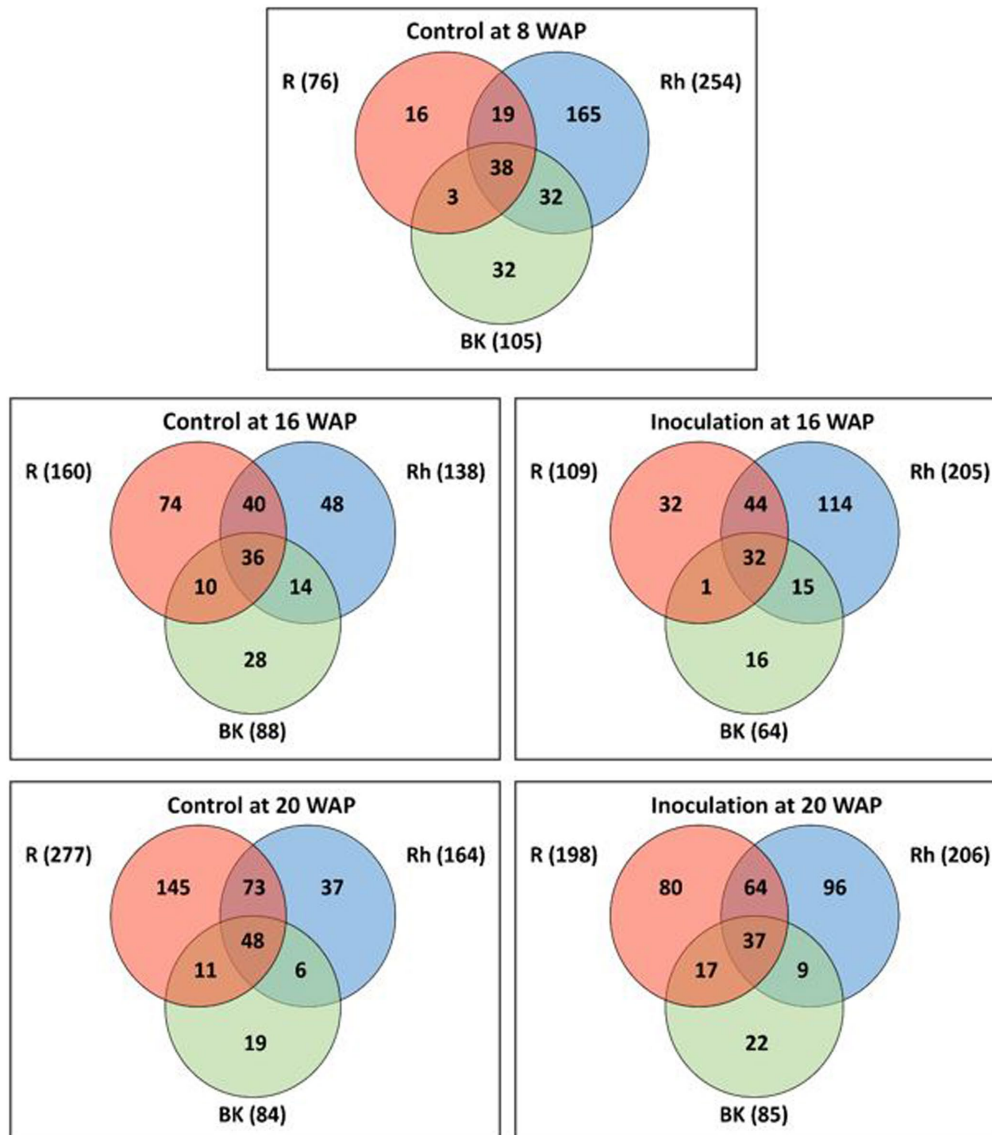 Control at 8 WAP
R (76)
Rh (254)
16 19 165
38
3 32
32
BK (105)
Control at 16 WAP
R (160)
Rh (138)
74 40 48
36
10 14
28
BK (88)
Inoculation at 16 WAP
R (109)
Rh (205)
32 44 114
32
1 15
16
BK (64)
Control at 20 WAP
R (277)
Rh (164)
145 73 37
48
11 6
19
BK (84)
Inoculation at 20 WAP
R (198)
Rh (206)
80 64 96
37
17 9
22
BK (85)